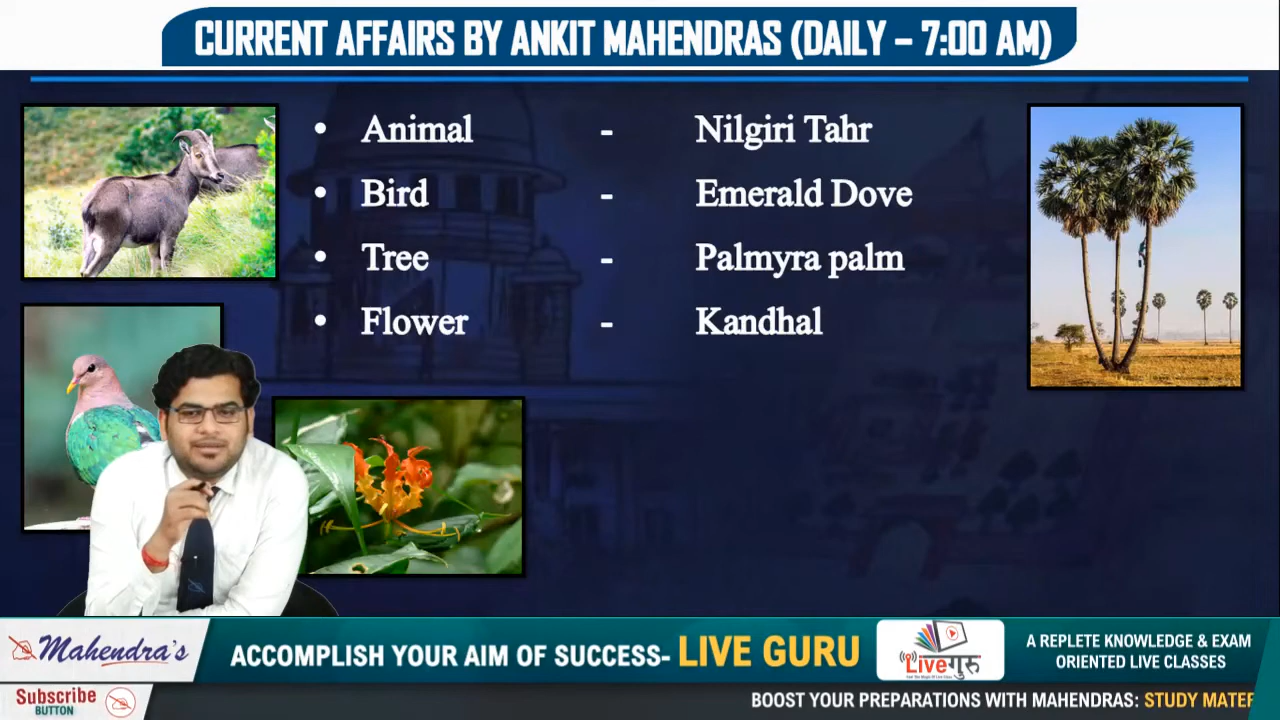 CURRENT AFFAIRS BY ANKIT MAHENDRAS (DAILY – 7:00 AM)
• Animal - Nilgiri Tahr
• Bird - Emerald Dove
• Tree - Palmyra palm
• Flower - Kandhal
Mahendra's
ACCOMPLISH YOUR AIM OF SUCCESS- LIVE GURU
Live गुरु
A REPLETE KNOWLEDGE & EXAM
ORIENTED LIVE CLASSES
Subscribe
BUTTON
BOOST YOUR PREPARATIONS WITH MAHENDRAS: STUDY MATER